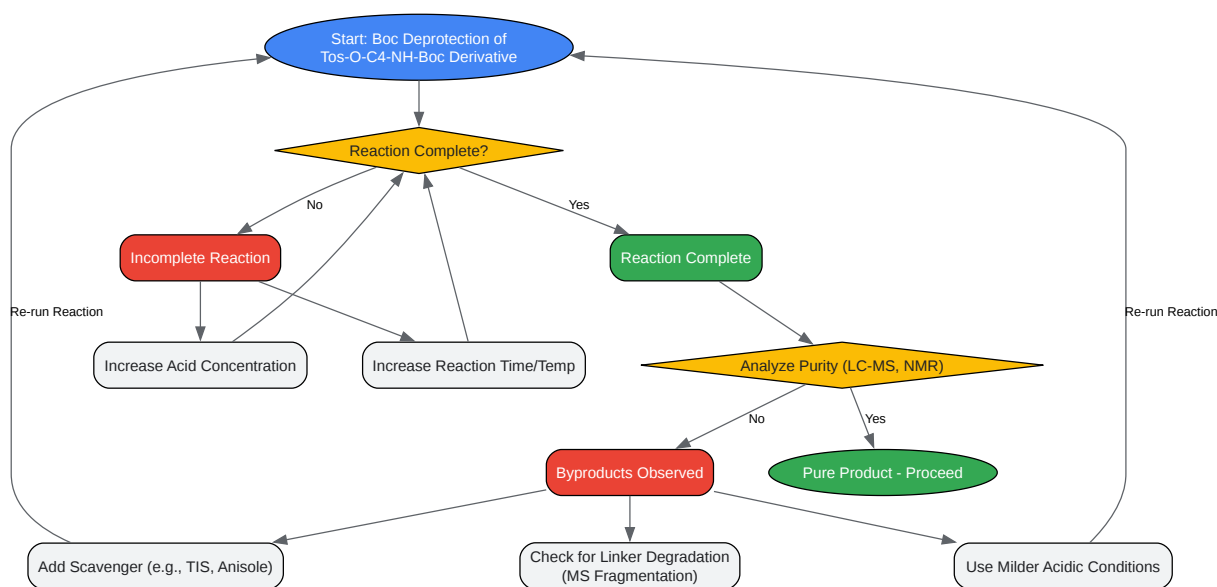 Start: Boc Deprotection of
Tos-O-C4-NH-Boc Derivative
Reaction Complete?
No
Yes
Incomplete Reaction
Reaction Complete
Re-run Reaction
Re-run Reaction
Increase Acid Concentration
Increase Reaction Time/Temp
Analyze Purity (LC-MS, NMR)
No
Yes
Byproducts Observed
Pure Product - Proceed
Add Scavenger (e.g., TIS, Anisole)
Check for Linker Degradation
(MS Fragmentation)
Use Milder Acidic Conditions